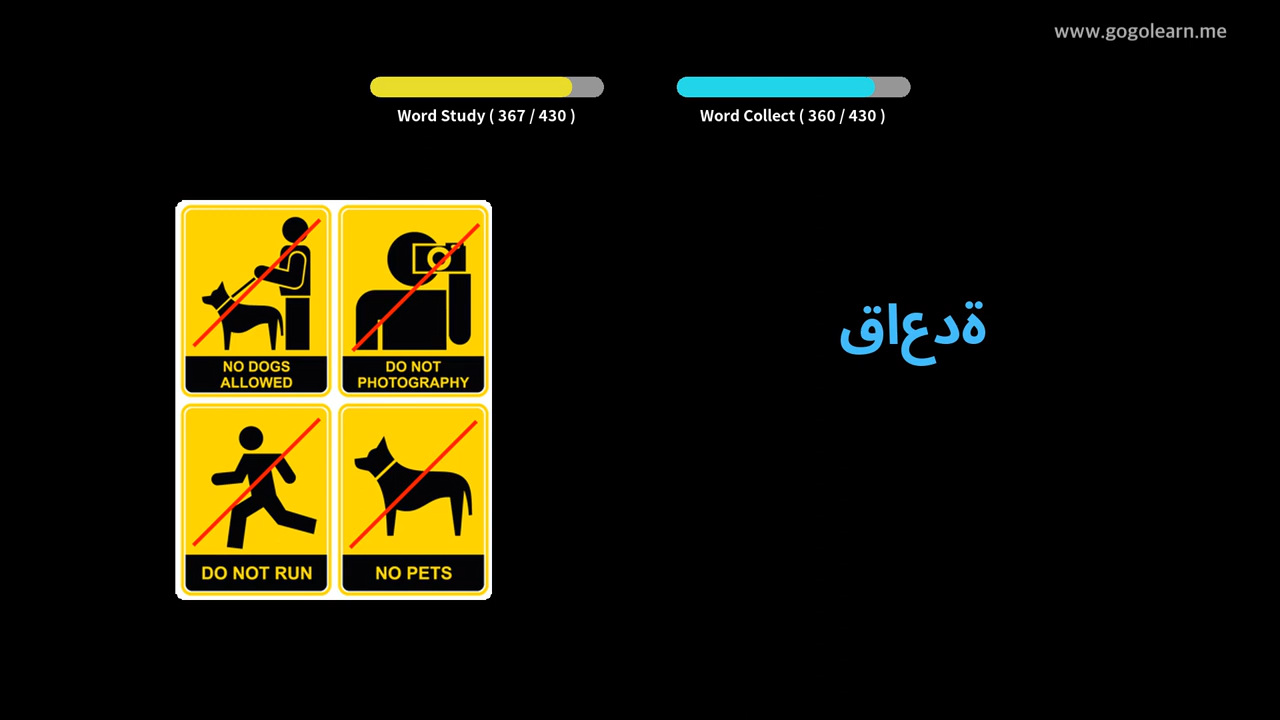 www.gogolearn.me
Word Study ( 367 / 430 )
Word Collect ( 360 / 430 )
NO DOGS
ALLOWED
DO NOT
PHOTOGRAPHY
DO NOT RUN
NO PETS
قاعدة